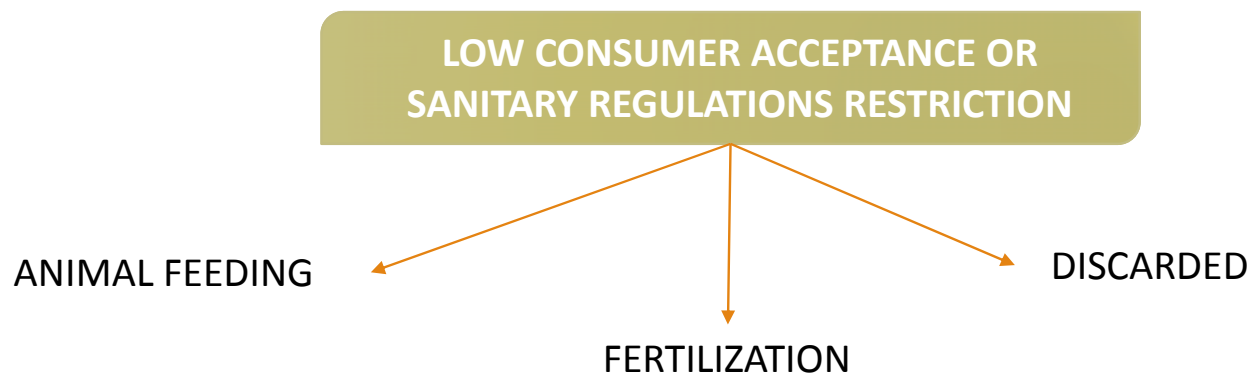 LOW CONSUMER ACCEPTANCE OR
SANITARY REGULATIONS RESTRICTION
ANIMAL FEEDING
DISCARDED
FERTILIZATION